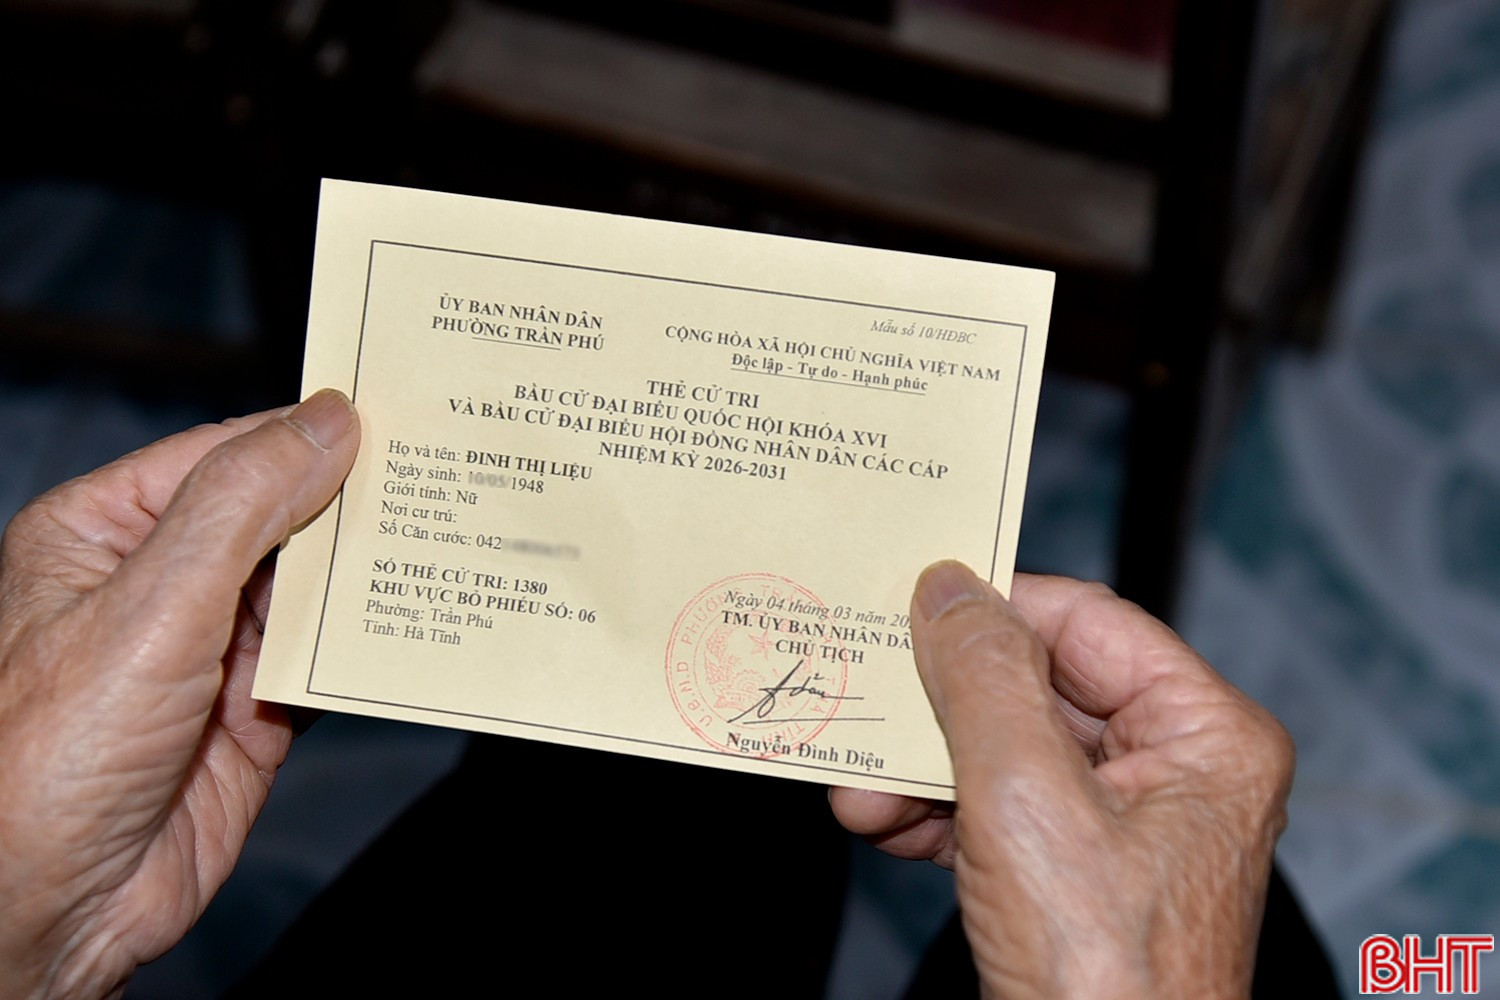 ỦY BAN NHÂN DÂN
PHƯỜNG TRẦN PHÚ
Mẫu số 10/HĐBC
CỘNG HÒA XÃ HỘI CHỦ NGHĨA VIỆT NAM
Độc lập - Tự do - Hạnh phúc
THẺ CỬ TRI
BẦU CỬ ĐẠI BIỂU QUỐC HỘI KHÓA XVI
VÀ BẦU CỬ ĐẠI BIỂU HỘI ĐỒNG NHÂN DÂN CÁC CẤP
NHIỆM KỲ 2026-2031
Họ và tên: ĐINH THỊ LIỆU
Ngày sinh: 10/05/1948
Giới tính: Nữ
Nơi cư trú:
Số Căn cước: 042
SỐ THẺ CỬ TRI: 1380
KHU VỰC BỎ PHIẾU SỐ: 06
Phường: Trần Phú
Tỉnh: Hà Tĩnh
Ngày 04 tháng 03 năm 20
TM. ỦY BAN NHÂN DÂN
CHỦ TỊCH
U.B.N.D PHƯỜNG TRẦN
Nguyễn Đình Diệu
BHT